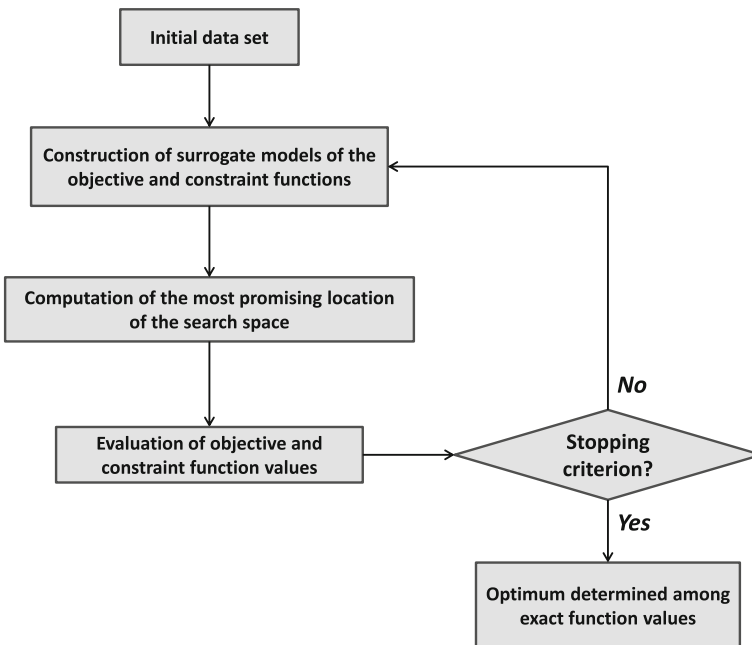 Initial data set
Construction of surrogate models of the
objective and constraint functions
Computation of the most promising location
of the search space
No
Evaluation of objective and
constraint function values
Stopping
criterion?
Yes
Optimum determined among
exact function values